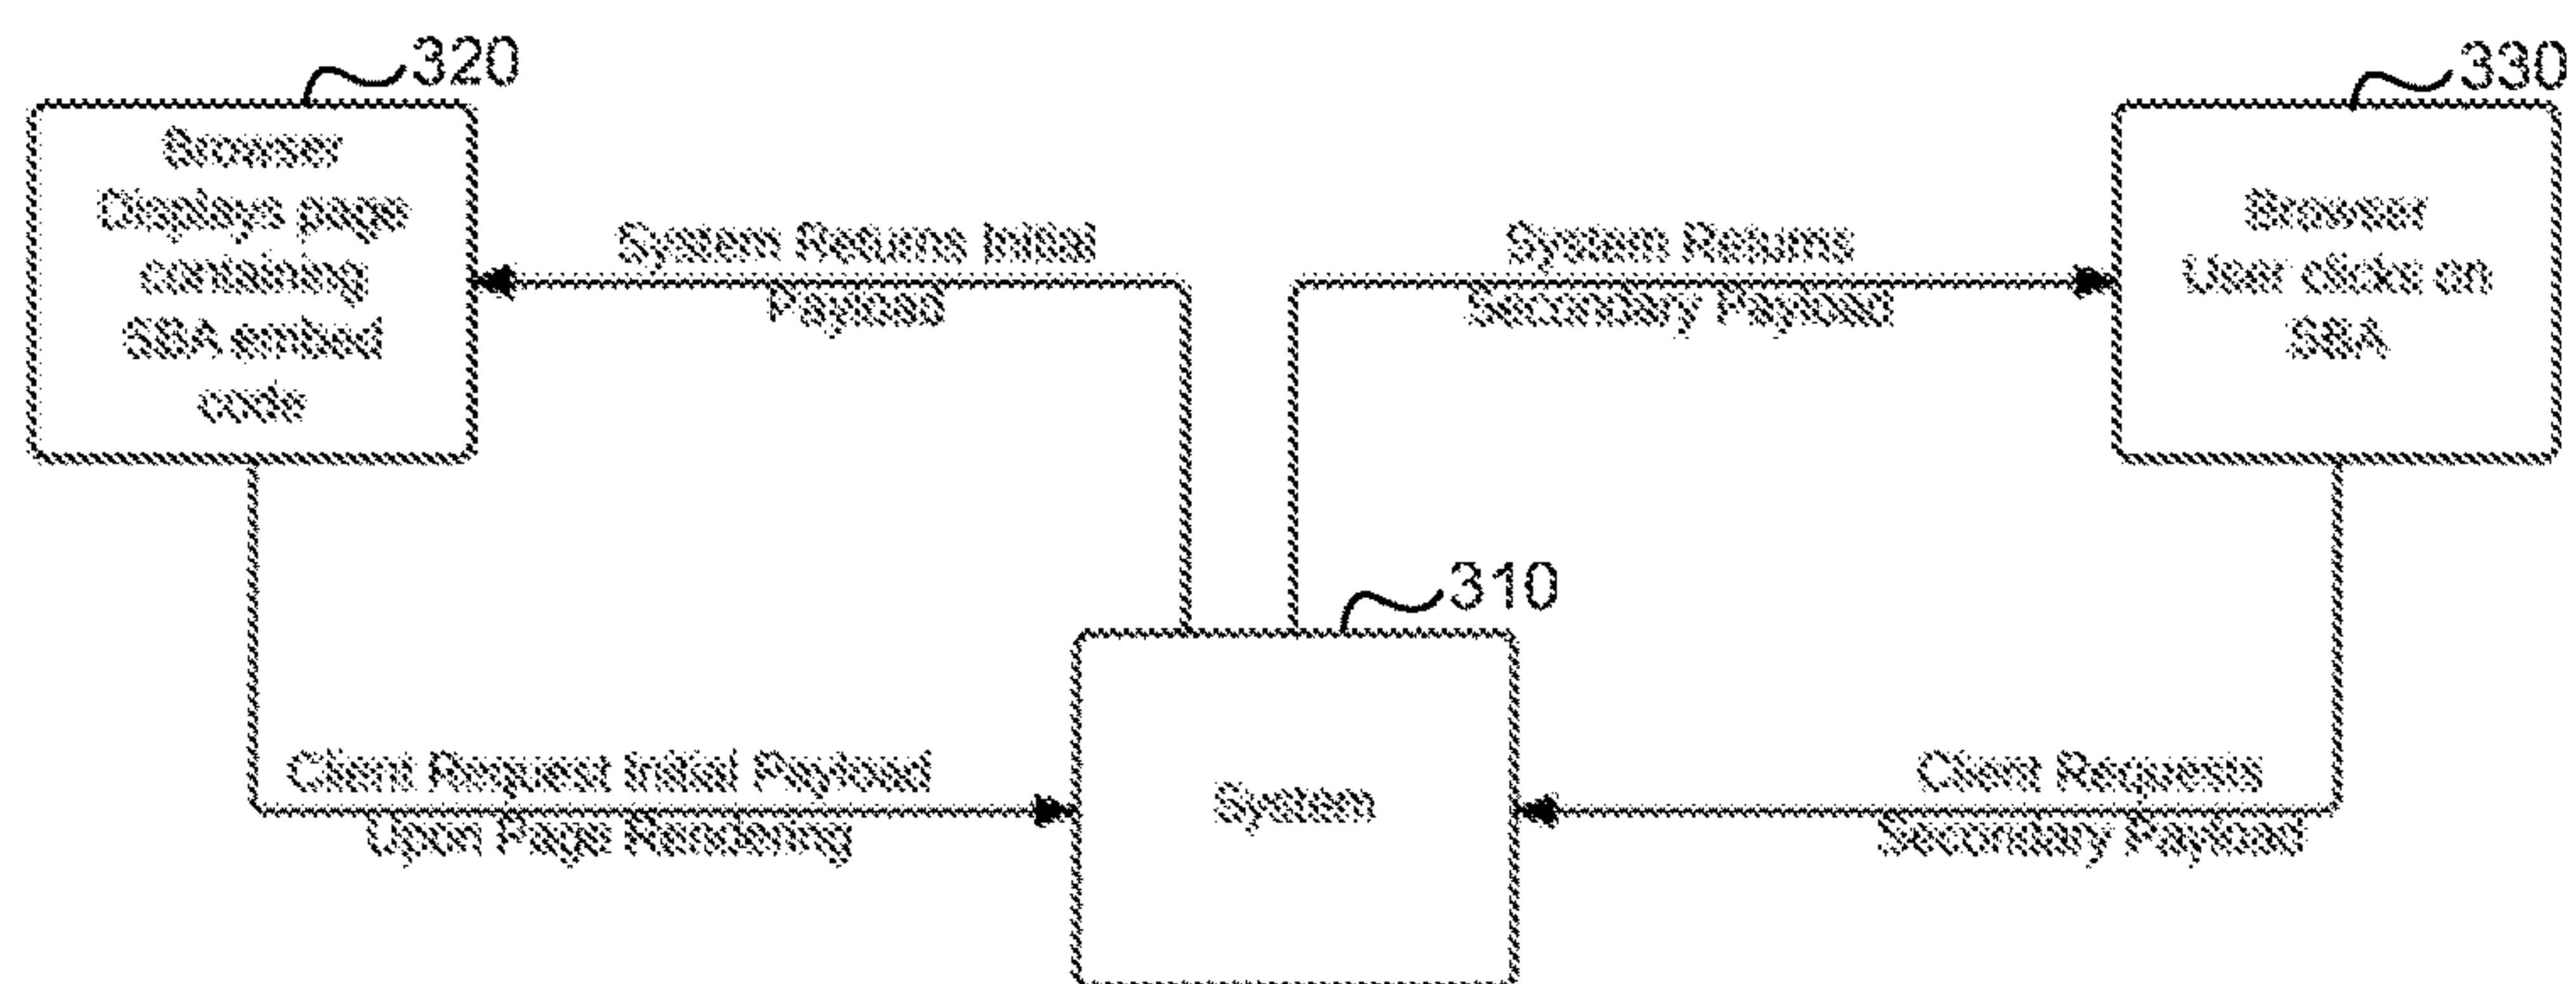 320
330
Browser
Displays page
containing
SBA embed
code
System Returns Initial
Payload
System Returns
Secondary Payload
Browser
User clicks on
SBA
310
Client Request Initial Payload
Upon Page Rendering
System
Client Requests
Secondary Payload